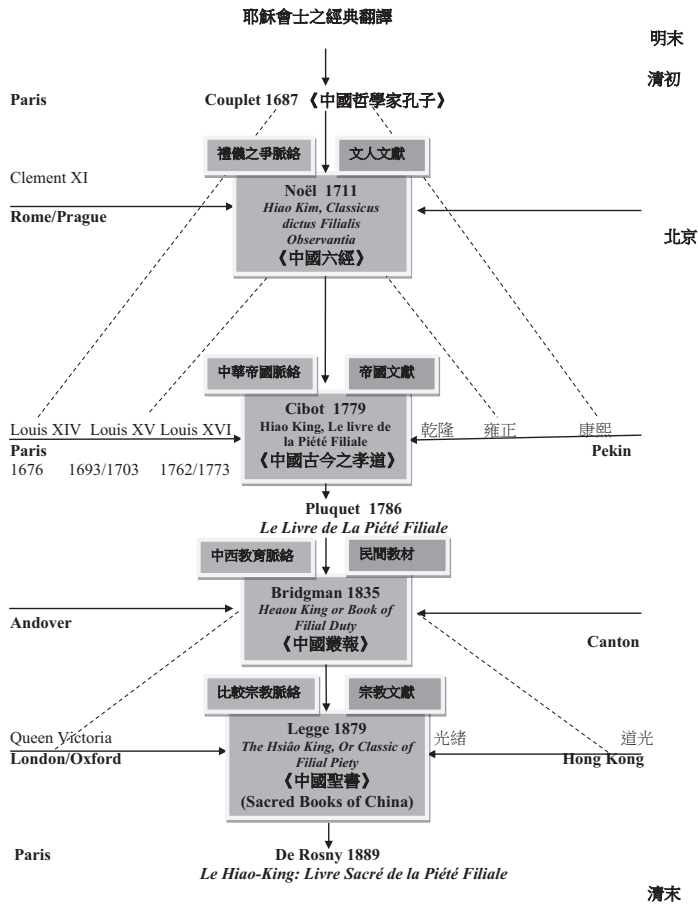 耶穌會士之經典翻譯
明末
清初
Paris
Couplet 1687 《中國哲學家孔子》
禮儀之爭脈絡
文人文獻
Clement XI
Rome/Prague
Noël 1711
Hiao Kim, Classicus
dictus Filialis
Observantia
《中國六經》
北京
中華帝國脈絡
帝國文獻
Louis XIV Louis XV Louis XVI
Paris
1676 1693/1703 1762/1773
Cibot 1779
Hiao King, Le livre de
la Piété Filiale
《中國古今之孝道》
乾隆 雍正 康熙
Pekin
Pluquet 1786
Le Livre de La Piété Filiale
中西教育脈絡
民間教材
Bridgman 1835
Heaou King or Book of
Filial Duty
《中國叢報》
Andover
Canton
比較宗教脈絡
宗教文獻
Queen Victoria
London/Oxford
Legge 1879
The Hsiâo King, Or Classic of
Filial Piety
《中國聖書》
(Sacred Books of China)
光緒 道光
Hong Kong
Paris
De Rosny 1889
Le Hiao-King: Livre Sacré de la Piété Filiale
清末